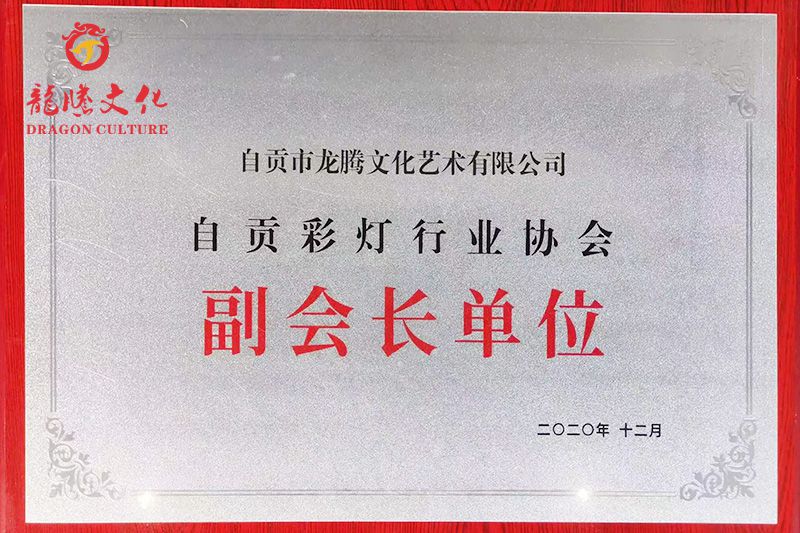 龍騰文化
DRAGON CULTURE
自贡市龙腾文化艺术有限公司
自贡彩灯行业协会
副会长单位
二〇二〇年 十二月